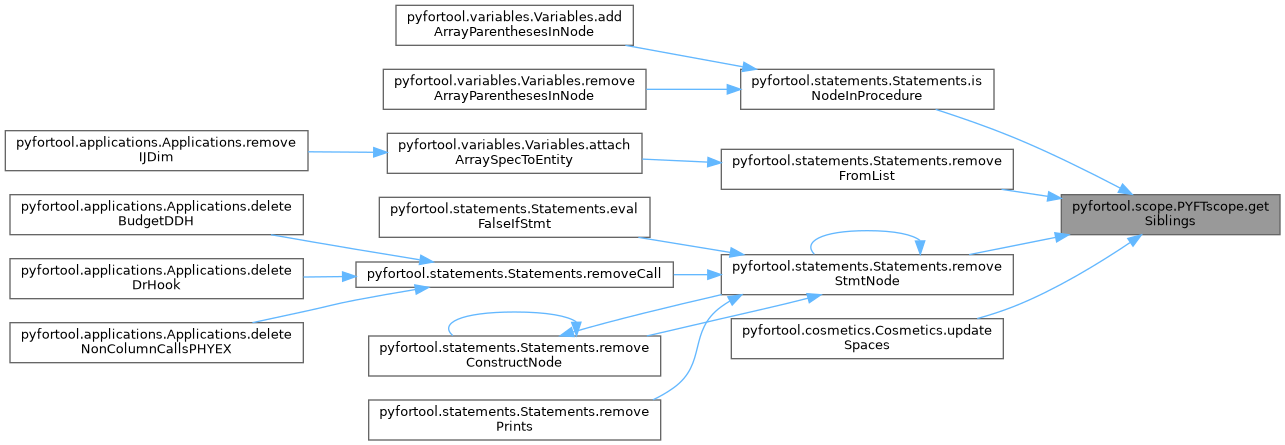 pyfortool.variables.Variables.add
ArrayParenthesesInNode
pyfortool.variables.Variables.remove
ArrayParenthesesInNode
pyfortool.statements.Statements.is
NodeInProcedure
pyfortool.applications.Applications.remove
IJDim
pyfortool.variables.Variables.attach
ArraySpecToEntity
pyfortool.statements.Statements.remove
FromList
pyfortool.scope.PYFTscope.get
Siblings
pyfortool.applications.Applications.delete
BudgetDDH
pyfortool.statements.Statements.eval
FalseIfStmt
pyfortool.applications.Applications.delete
DrHook
pyfortool.statements.Statements.removeCall
pyfortool.statements.Statements.remove
StmtNode
pyfortool.applications.Applications.delete
NonColumnCallsPHYEX
pyfortool.statements.Statements.remove
ConstructNode
pyfortool.cosmetics.Cosmetics.update
Spaces
pyfortool.statements.Statements.remove
Prints